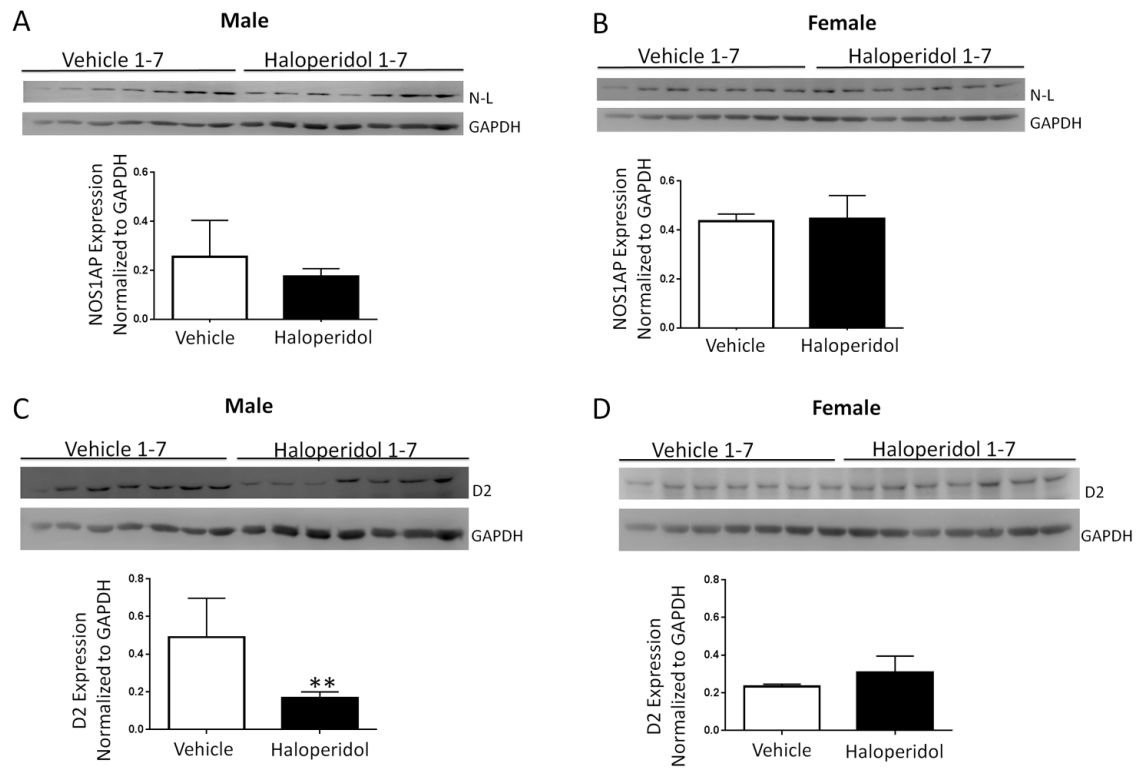 A
Male
Vehicle 1-7
Haloperidol 1-7
N-L
GAPDH
NOS1AP Expression
Normalized to GAPDH
0.6
0.4
0.2
0.0
Vehicle
Haloperidol
B
Female
Vehicle 1-7
Haloperidol 1-7
N-L
GAPDH
NOS1AP Expression
Normalized to GAPDH
0.6
0.4
0.2
0.0
Vehicle
Haloperidol
C
Male
Vehicle 1-7
Haloperidol 1-7
D2
GAPDH
D2 Expression
Normalized to GAPDH
0.8
0.6
0.4
0.2
0.0
**
Vehicle
Haloperidol
D
Female
Vehicle 1-7
Haloperidol 1-7
D2
GAPDH
D2 Expression
Normalized to GAPDH
0.8
0.6
0.4
0.2
0.0
Vehicle
Haloperidol